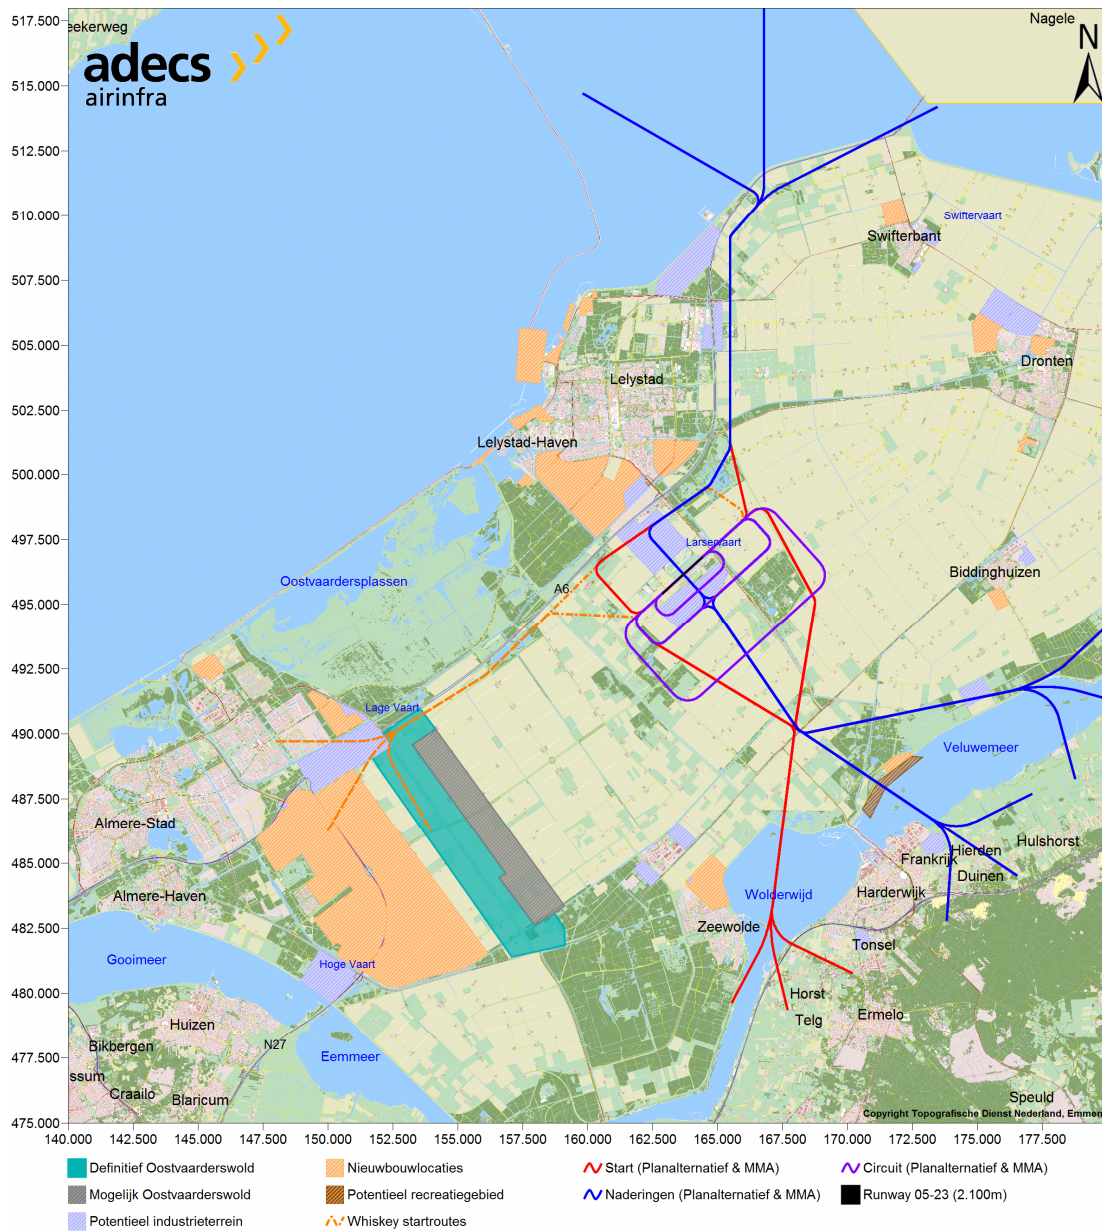 517.500
eekerweg
Nagele
N
adecs
airinfra
515.000
512.500
510.000
Swiftervaart
Swifterbant
507.500
505.000
Dronten
Lelystad
502.500
Lelystad-Haven
500.000
497.500
Larservaart
Biddinghuizen
Oostvaardersplassen
A6
495.000
492.500
Lage Vaart
490.000
Veluwemeer
487.500
Almere-Stad
Hulshorst
Hierden
Frankrijk
485.000
Duinen
Almere-Haven
Wolderwijd
Harderwijk
482.500
Zeewolde
Tonsel
Gooimeer
Hoge Vaart
480.000
Horst
Huizen
Telg
Ermelo
Bikbergen
N27
477.500
Eemmeer
ssum
Craailo
Blaricum
Speuld
Copyright Topografische Dienst Nederland, Emmen
475.000
140.000 142.500 145.000 147.500 150.000 152.500 155.000 157.500 160.000 162.500 165.000 167.500 170.000 172.500 175.000 177.500
Definitief Oostvaarderswold
Nieuwbouwlocaties
Start (Planalternatief & MMA)
Circuit (Planalternatief & MMA)
Mogelijk Oostvaarderswold
Potentieel recreatiegebied
Naderingen (Planalternatief & MMA)
Runway 05-23 (2.100m)
Potentieel industrieterrein
Whiskey startroutes